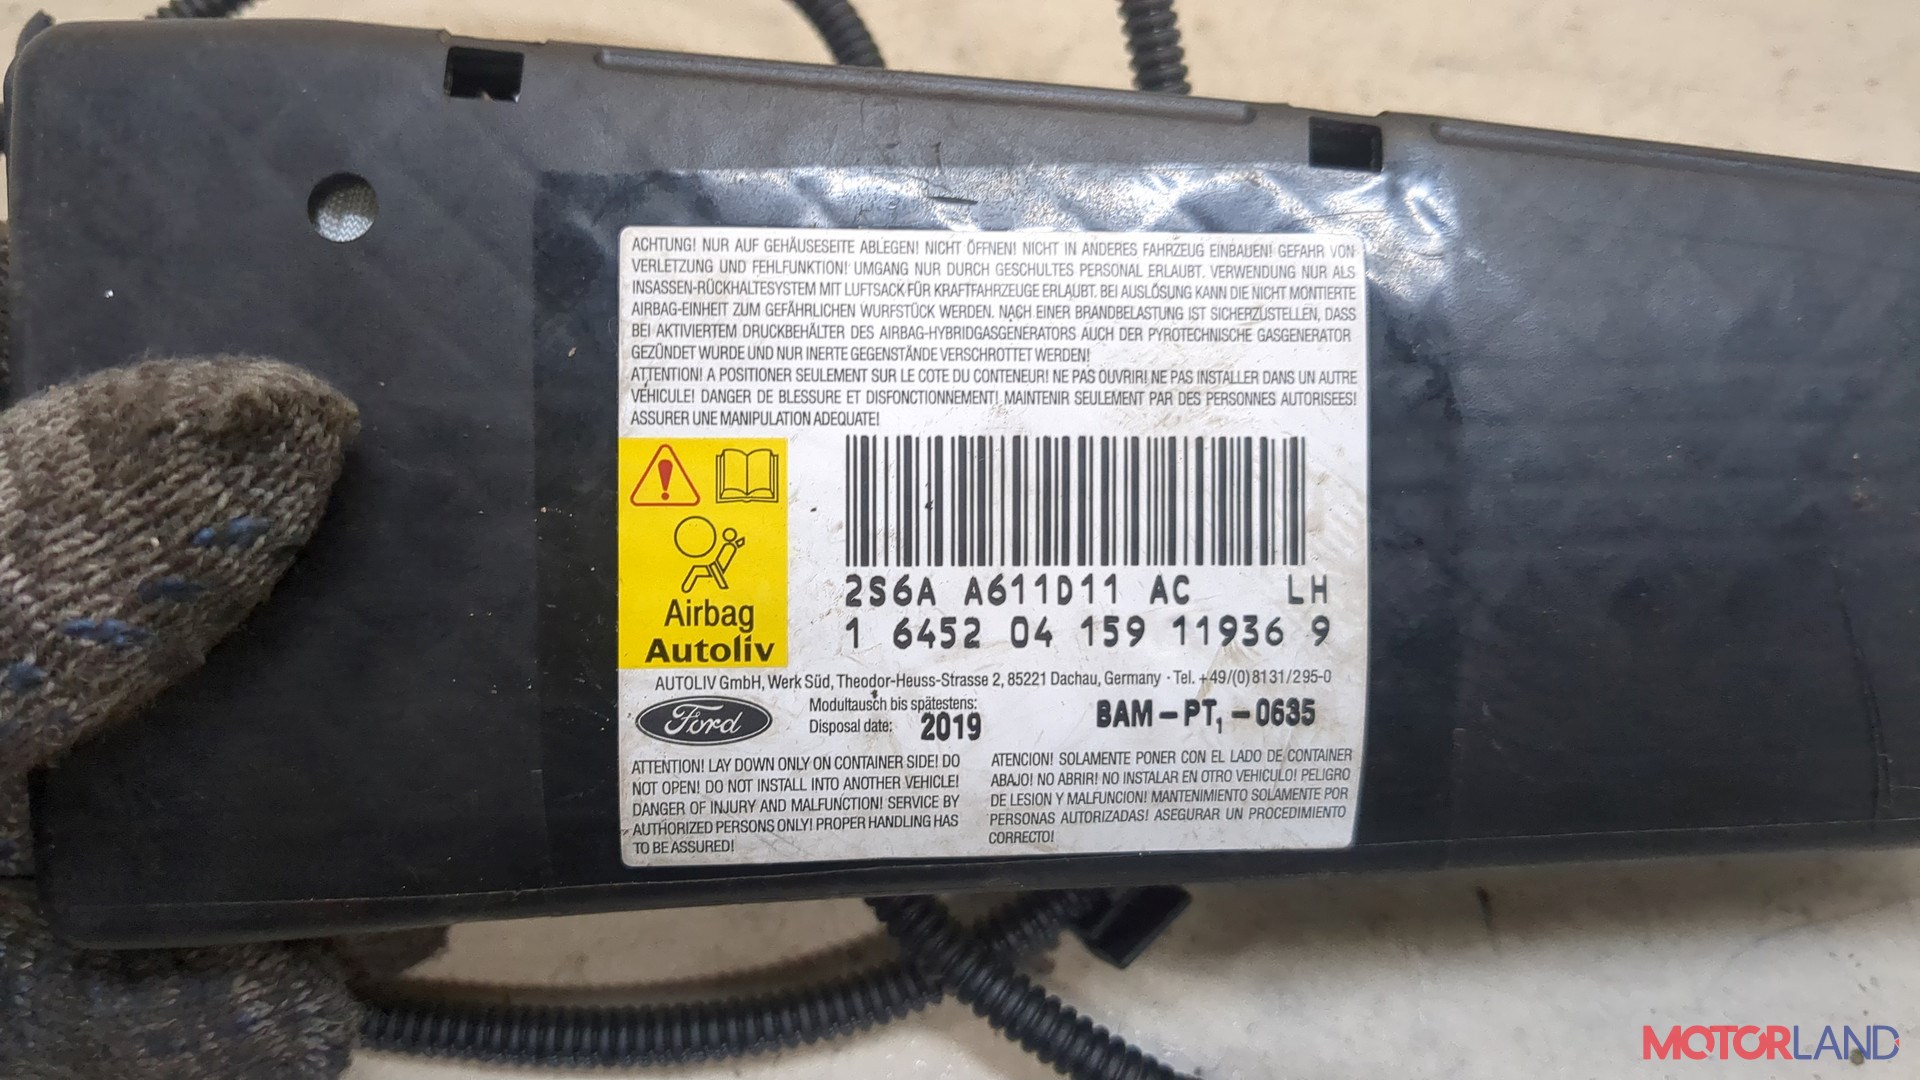 ACHTUNG! NUR AUF GEHÄUSESEITE ABLEGEN! NICHT ÖFFNEN! NICHT IN ANDERES FAHRZEUG EINBAUEN! GEFAHR VON
VERLETZUNG UND FEHLFUNKTION! UMGANG NUR DURCH GESCHULTES PERSONAL ERLAUBT. VERWENDUNG NUR ALS
INSASSEN-RÜCKHALTESYSTEM MIT LUFTSACK FÜR KRAFTFAHRZEUGE ERLAUBT. BEI AUSLÖSUNG KANN DIE NICHT MONTIERTE
AIRBAG-EINHEIT ZUM GEFÄHRLICHEN WURFSTÜCK WERDEN. NACH EINER BRANDBELASTUNG IST SICHERZUSTELLEN, DASS
BEI AKTIVIERTEM DRUCKBEHÄLTER DES AIRBAG-HYBRIDGASGENERATORS AUCH DER PYROTECHNISCHE GASGENERATOR
GEZÜNDET WURDE UND NUR INERTE GEGENSTÄNDE VERSCHROTTET WERDEN!
ATTENTION! A POSITIONER SEULEMENT SUR LE COTE DU CONTENEUR! NE PAS OUVRIR! NE PAS INSTALLER DANS UN AUTRE
VEHICULE! DANGER DE BLESSURE ET DISFONCTIONNEMENT! MAINTENIR SEULEMENT PAR DES PERSONNES AUTORISEES!
ASSURER UNE MANIPULATION ADEQUATE!
Airbag
Autoliv
2S6A A611D11 AC LH
1 6452 04 159 11936 9
AUTOLIV GmbH, Werk Süd, Theodor-Heuss-Strasse 2, 85221 Dachau, Germany · Tel. +49/(0)8131/295-0
Ford
Modultausch bis spätestens:
Disposal date: 2019
BAM-PT₁-0635
ATTENTION! LAY DOWN ONLY ON CONTAINER SIDE! DO
NOT OPEN! DO NOT INSTALL INTO ANOTHER VEHICLE!
DANGER OF INJURY AND MALFUNCTION! SERVICE BY
AUTHORIZED PERSONS ONLY! PROPER HANDLING HAS
TO BE ASSURED!
ATENCION! SOLAMENTE PONER CON EL LADO DE CONTAINER
ABAJO! NO ABRIR! NO INSTALAR EN OTRO VEHICULO! PELIGRO
DE LESION Y MALFUNCION! MANTENIMIENTO SOLAMENTE POR
PERSONAS AUTORIZADAS! ASEGURAR UN PROCEDIMIENTO
CORRECTO!
MOTORLAND